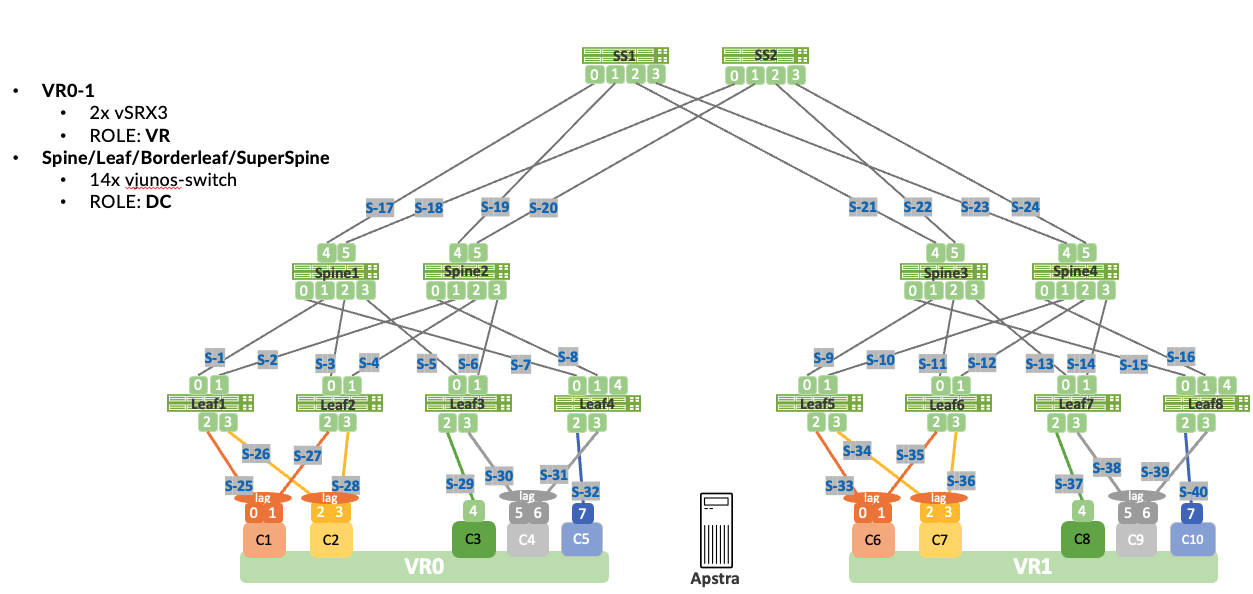 SS1 SS2
0 1 2 3 0 1 2 3
• VR0-1
• 2x vSRX3
• ROLE: VR
• Spine/Leaf/Borderleaf/SuperSpine
• 14x vjunos-switch
• ROLE: DC
S-17 S-18 S-19 S-20 S-21 S-22 S-23 S-24
4 5 4 5 4 5 4 5
Spine1 Spine2 Spine3 Spine4
0 1 2 3 0 1 2 3 0 1 2 3 0 1 2 3
S-1 S-2 S-3 S-4 S-5 S-6 S-7 S-8 S-9 S-10 S-11 S-12 S-13 S-14 S-15 S-16
0 1 0 1 0 1 0 1 4 0 1 0 1 0 1 0 1 4
Leaf1 Leaf2 Leaf3 Leaf4 Leaf5 Leaf6 Leaf7 Leaf8
2 3 2 3 2 3 2 3 2 3 2 3 2 3 2 3
S-26 S-27 S-34 S-35
S-25 S-28 S-29 S-30 S-31 S-32 S-33 S-36 S-37 S-38 S-39 S-40
lag lag lag lag lag lag
0 1 2 3 4 5 6 7 0 1 2 3 4 5 6 7
C1 C2 C3 C4 C5 C6 C7 C8 C9 C10
VR0 VR1
Apstra